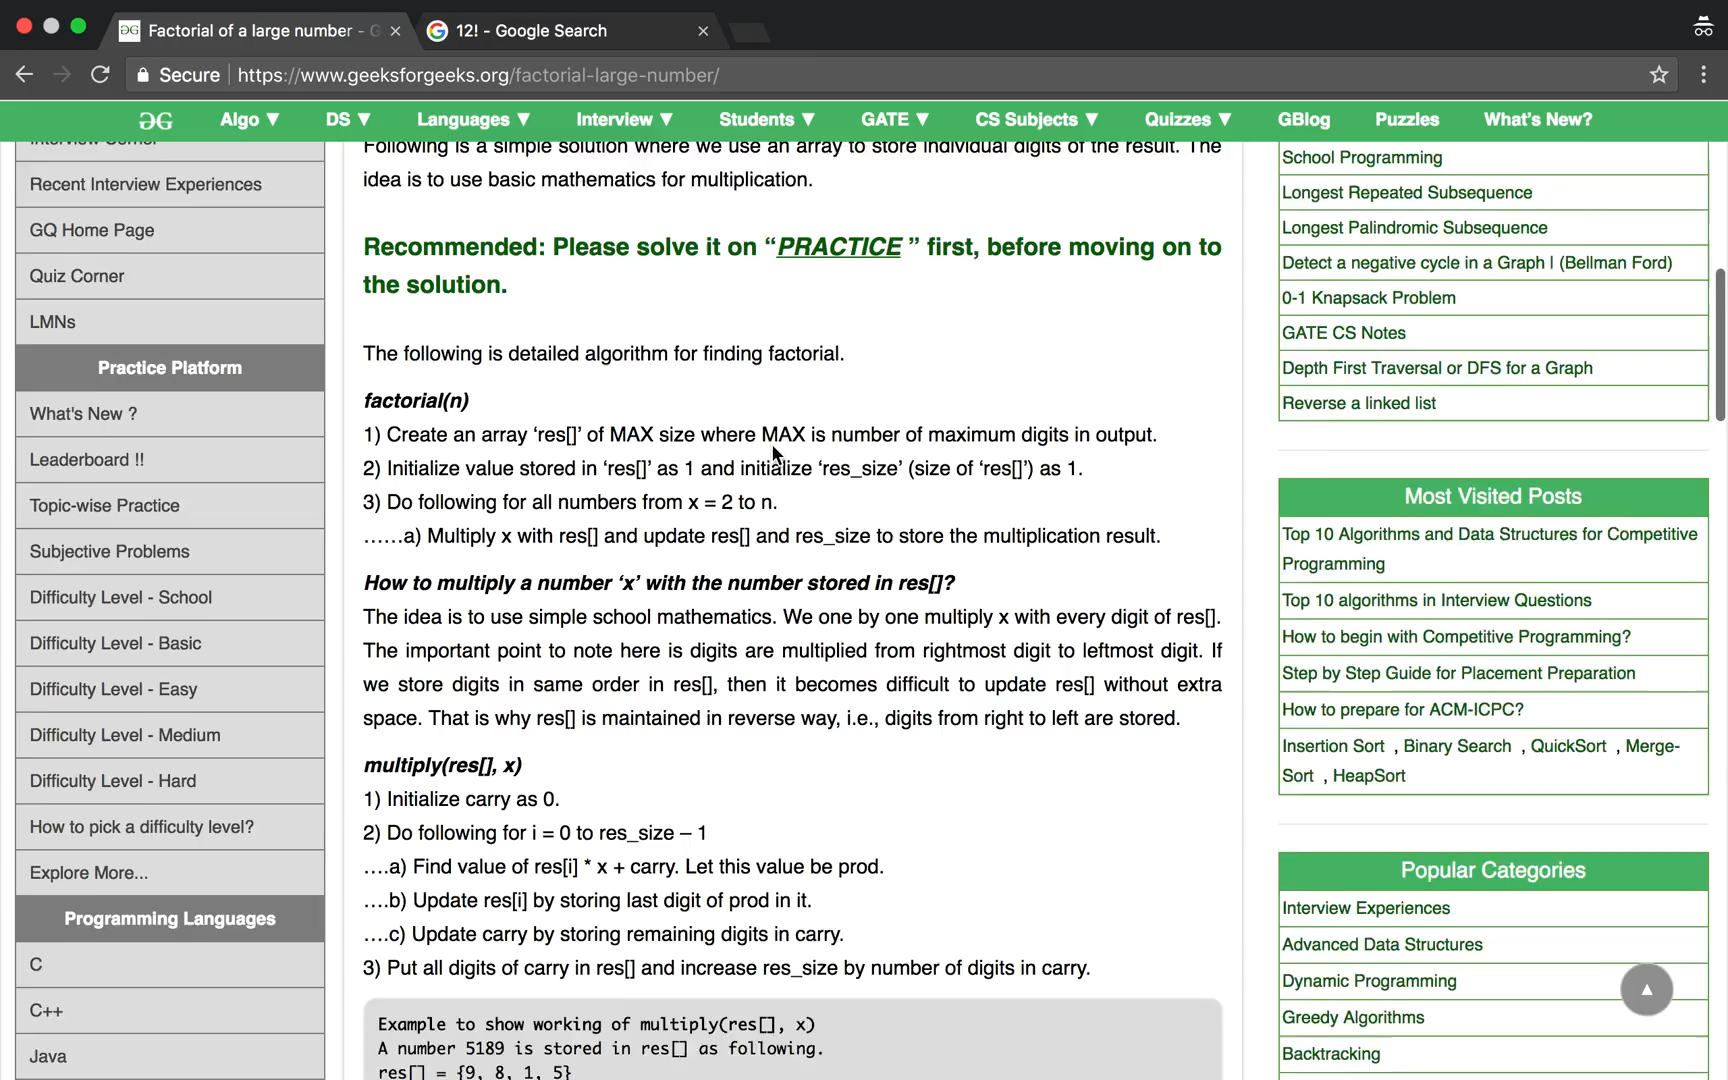 Factorial of a large number - G
12! - Google Search
Secure
https://www.geeksforgeeks.org/factorial-large-number/
Algo ▼
DS ▼
Languages ▼
Interview ▼
Students ▼
GATE ▼
CS Subjects ▼
Quizzes ▼
GBlog
Puzzles
What's New?
Interview Corner
Recent Interview Experiences
GQ Home Page
Quiz Corner
LMNs
Practice Platform
What's New ?
Leaderboard !!
Topic-wise Practice
Subjective Problems
Difficulty Level - School
Difficulty Level - Basic
Difficulty Level - Easy
Difficulty Level - Medium
Difficulty Level - Hard
How to pick a difficulty level?
Explore More...
Programming Languages
C
C++
Java
Following is a simple solution where we use an array to store individual digits of the result. The
idea is to use basic mathematics for multiplication.
Recommended: Please solve it on “PRACTICE ” first, before moving on to
the solution.
The following is detailed algorithm for finding factorial.
factorial(n)
1) Create an array ‘res[]’ of MAX size where MAX is number of maximum digits in output.
2) Initialize value stored in ‘res[]’ as 1 and initialize ‘res_size’ (size of ‘res[]’) as 1.
3) Do following for all numbers from x = 2 to n.
……a) Multiply x with res[] and update res[] and res_size to store the multiplication result.
How to multiply a number ‘x’ with the number stored in res[]?
The idea is to use simple school mathematics. We one by one multiply x with every digit of res[].
The important point to note here is digits are multiplied from rightmost digit to leftmost digit. If
we store digits in same order in res[], then it becomes difficult to update res[] without extra
space. That is why res[] is maintained in reverse way, i.e., digits from right to left are stored.
multiply(res[], x)
1) Initialize carry as 0.
2) Do following for i = 0 to res_size – 1
….a) Find value of res[i] * x + carry. Let this value be prod.
….b) Update res[i] by storing last digit of prod in it.
….c) Update carry by storing remaining digits in carry.
3) Put all digits of carry in res[] and increase res_size by number of digits in carry.
Example to show working of multiply(res[], x)
A number 5189 is stored in res[] as following.
res[] = {9, 8, 1, 5}
School Programming
Longest Repeated Subsequence
Longest Palindromic Subsequence
Detect a negative cycle in a Graph | (Bellman Ford)
0-1 Knapsack Problem
GATE CS Notes
Depth First Traversal or DFS for a Graph
Reverse a linked list
Most Visited Posts
Top 10 Algorithms and Data Structures for Competitive
Programming
Top 10 algorithms in Interview Questions
How to begin with Competitive Programming?
Step by Step Guide for Placement Preparation
How to prepare for ACM-ICPC?
Insertion Sort , Binary Search , QuickSort , Merge-
Sort , HeapSort
Popular Categories
Interview Experiences
Advanced Data Structures
Dynamic Programming
Greedy Algorithms
Backtracking